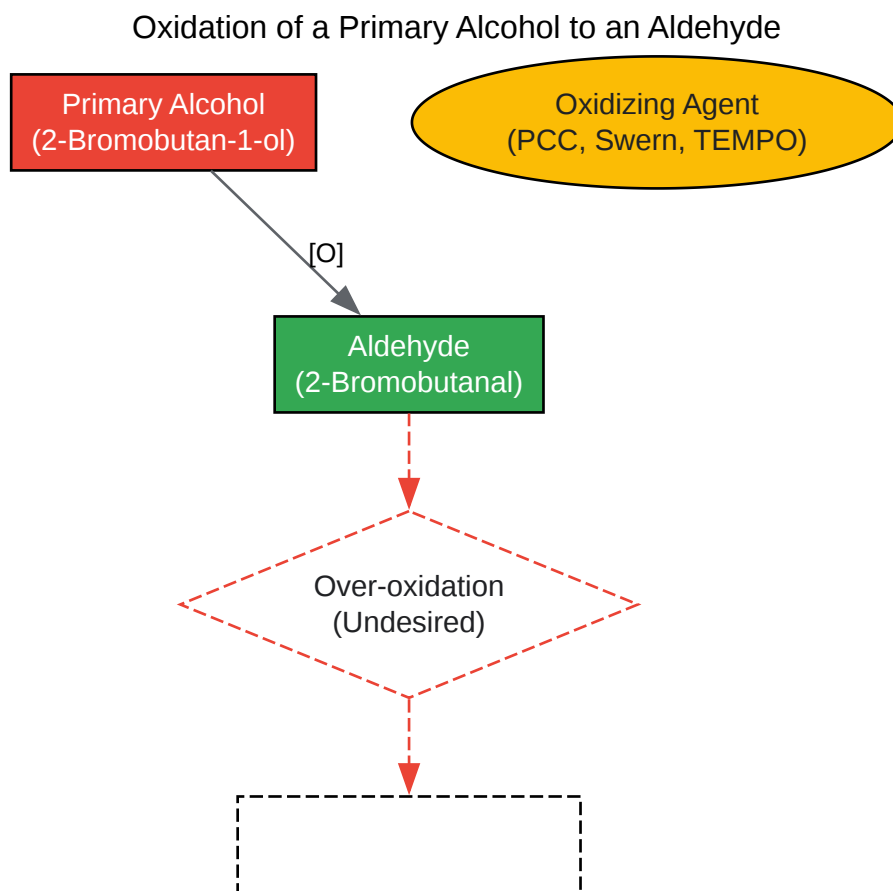 Oxidation of a Primary Alcohol to an Aldehyde
Primary Alcohol
(2-Bromobutan-1-ol)
Oxidizing Agent
(PCC, Swern, TEMPO)
[O]
Aldehyde
(2-Bromobutanal)
Over-oxidation
(Undesired)